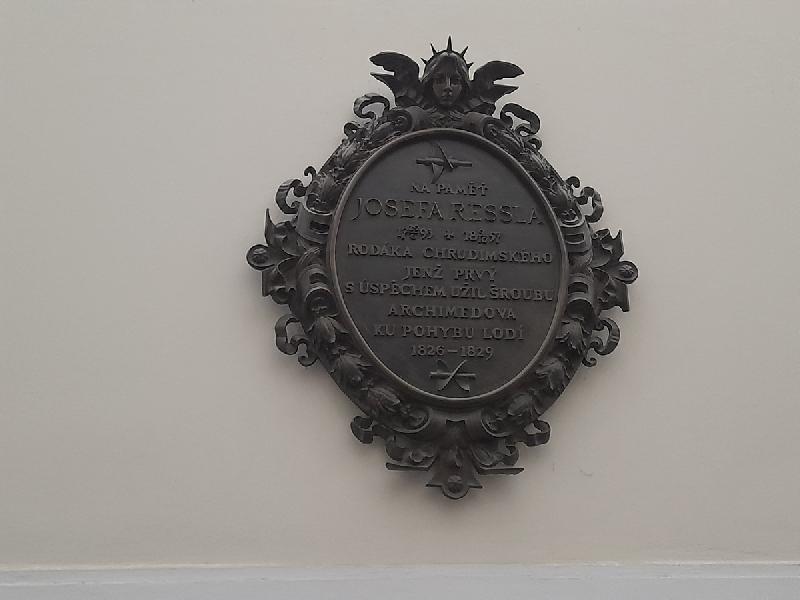 NA PAMĚŤ
JOSEFA RESSLA
RODÁKA CHRUDIMSKÉHO
JENŽ PRVÝ
S ÚSPĚCHEM UŽIL ŠROUBU
ARCHIMEDOVA
KU POHYBU LODÍ
1826–1829